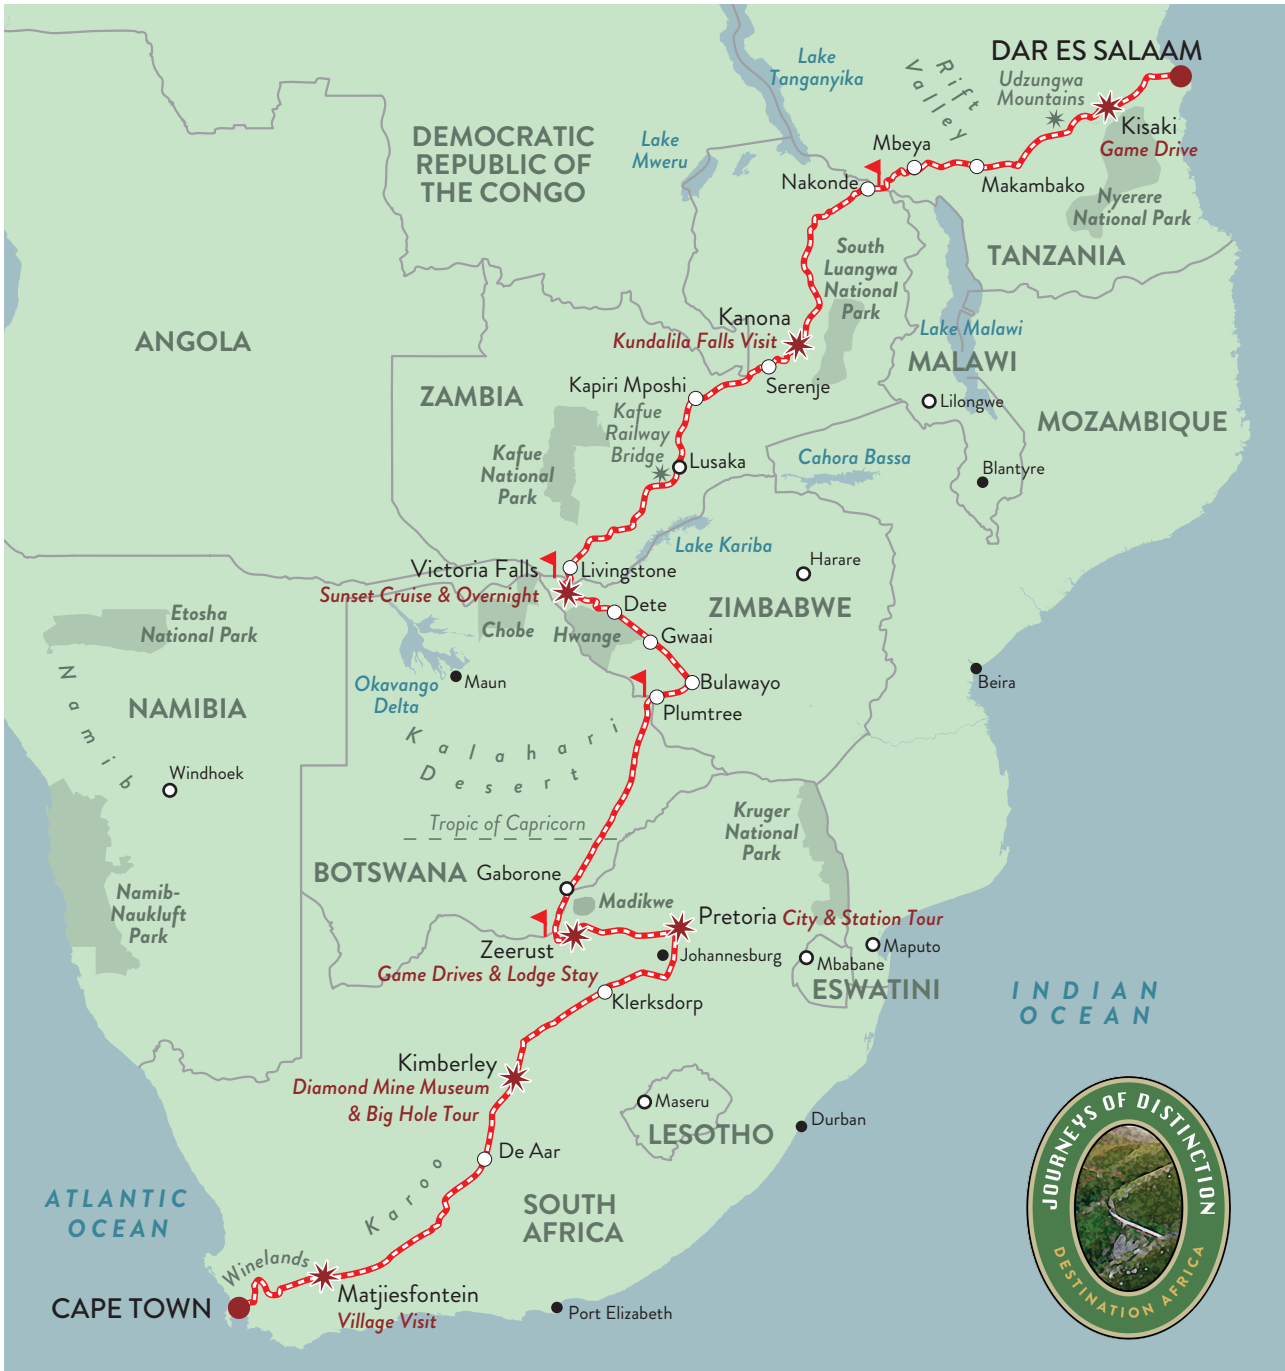 DAR ES SALAAM
Lake
Tanganyika
Rift
Valley
Udzungwa
Mountains
Kisaki
Game Drive
DEMOCRATIC
REPUBLIC OF
THE CONGO
Lake
Mweru
Mbeya
Nakonde
Makambako
Nyerere
National Park
TANZANIA
South
Luangwa
National
Park
Kanona
Kundalila Falls Visit
Lake Malawi
ANGOLA
MALAWI
ZAMBIA
Kapiri Mposhi
Serenje
Lilongwe
MOZAMBIQUE
Kafue
Railway
Bridge
Kafue
National
Park
Lusaka
Cahora Bassa
Blantyre
Lake Kariba
Harare
Victoria Falls
Sunset Cruise & Overnight
Livingstone
ZIMBABWE
Dete
Etosha
National Park
Chobe
Hwange
Gwaai
Namib
Okavango
Delta
Maun
Bulawayo
Beira
NAMIBIA
Plumtree
Kalahari
Desert
Windhoek
Tropic of Capricorn
Kruger
National
Park
BOTSWANA
Gaborone
Namib-
Naukluft
Park
Madikwe
Pretoria City & Station Tour
Zeerust
Game Drives & Lodge Stay
Johannesburg
Maputo
Mbabane
ESWATINI
Klerksdorp
INDIAN
OCEAN
Kimberley
Diamond Mine Museum
& Big Hole Tour
Maseru
LESOTHO
Durban
De Aar
Karoo
ATLANTIC
OCEAN
SOUTH
AFRICA
Winelands
Matjiesfontein
Village Visit
CAPE TOWN
Port Elizabeth
JOURNEYS OF DISTINCTION
DESTINATION AFRICA